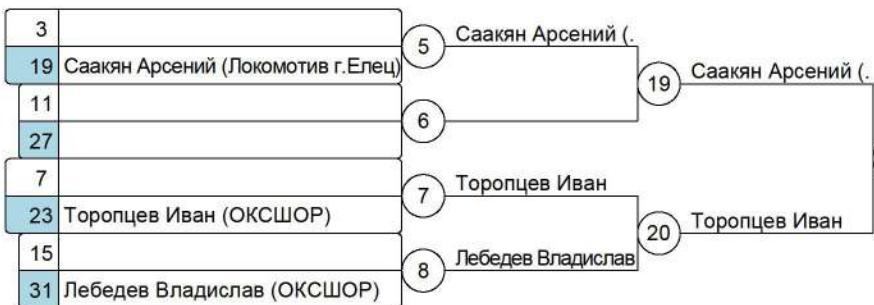 3
19 Саакян Арсений (Локомотив г.Елец)
5 Саакян Арсений (.
19 Саакян Арсений (.
11
27
6
7
23 Торопцев Иван (ОКСШОР)
7 Торопцев Иван
20 Торопцев Иван
15
31 Лебедев Владислав (ОКСШОР)
8 Лебедев Владислав